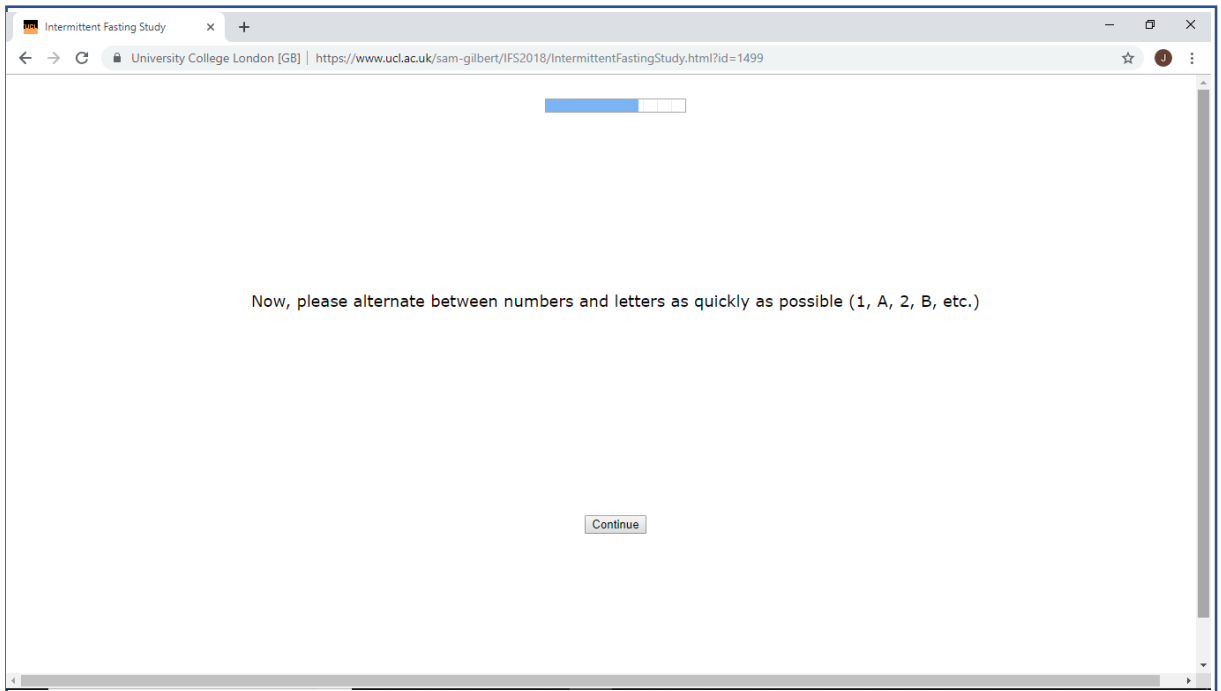 UCL Intermittent Fasting Study
University College London [GB] | https://www.ucl.ac.uk/sam-gilbert/IFS2018/IntermittentFastingStudy.html?id=1499 J
Now, please alternate between numbers and letters as quickly as possible (1, A, 2, B, etc.)
Continue